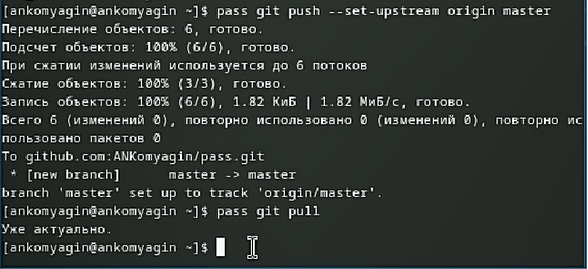 [ankomyagin@ankomyagin ~]$ pass git push --set-upstream origin master
Перечисление объектов: 6, готово.
Подсчет объектов: 100% (6/6), готово.
При сжатии изменений используется до 6 потоков
Сжатие объектов: 100% (3/3), готово.
Запись объектов: 100% (6/6), 1.82 КиБ | 1.82 МиБ/с, готово.
Всего 6 (изменений 0), повторно использовано 0 (изменений 0), повторно ис
пользовано пакетов 0
To github.com:ANKomyagin/pass.git
 * [new branch]      master -> master
branch 'master' set up to track 'origin/master'.
[ankomyagin@ankomyagin ~]$ pass git pull
Уже актуально.
[ankomyagin@ankomyagin ~]$